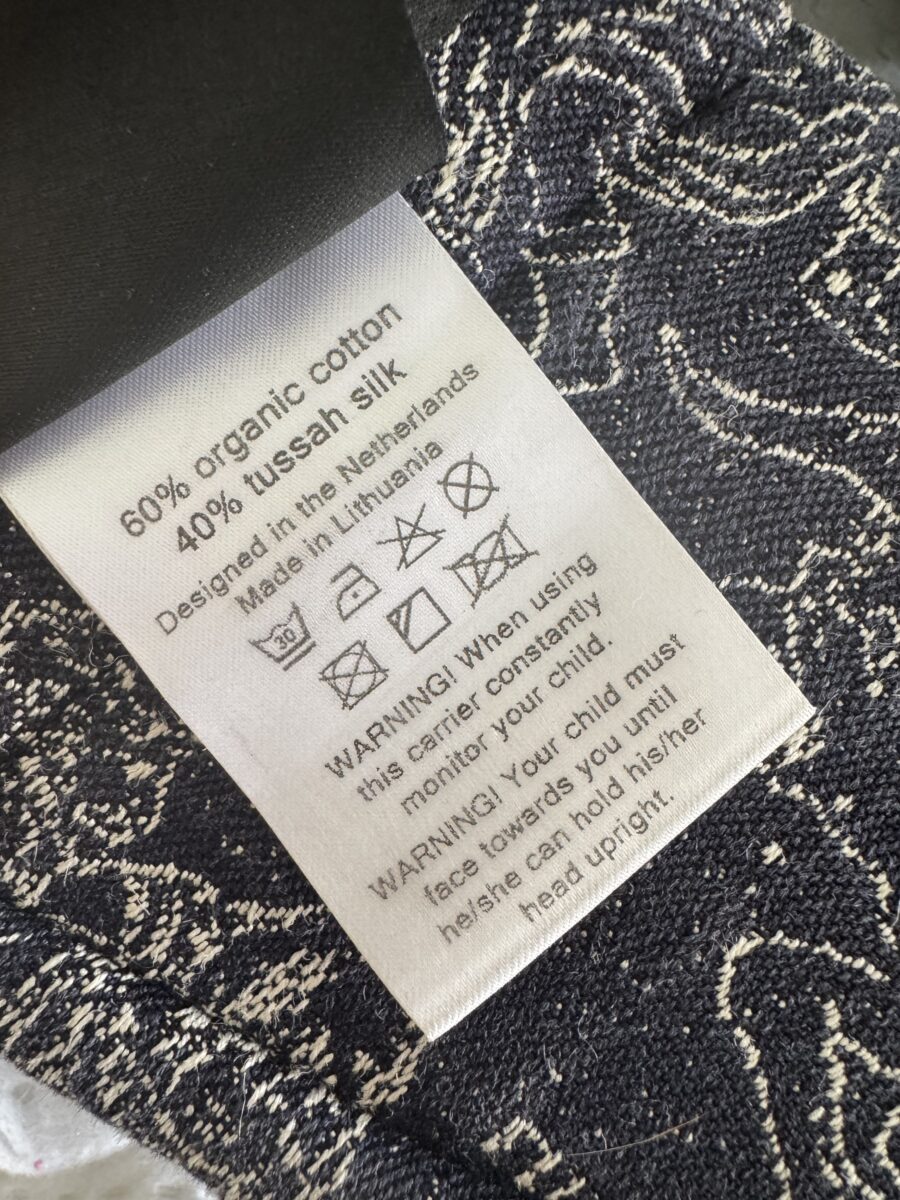 60% organic cotton
40% tussah silk
Designed in the Netherlands
Made in Lithuania
30
WARNING! When using
this carrier constantly
monitor your child.
WARNING! Your child must
face towards you until
he/she can hold his/her
head upright.